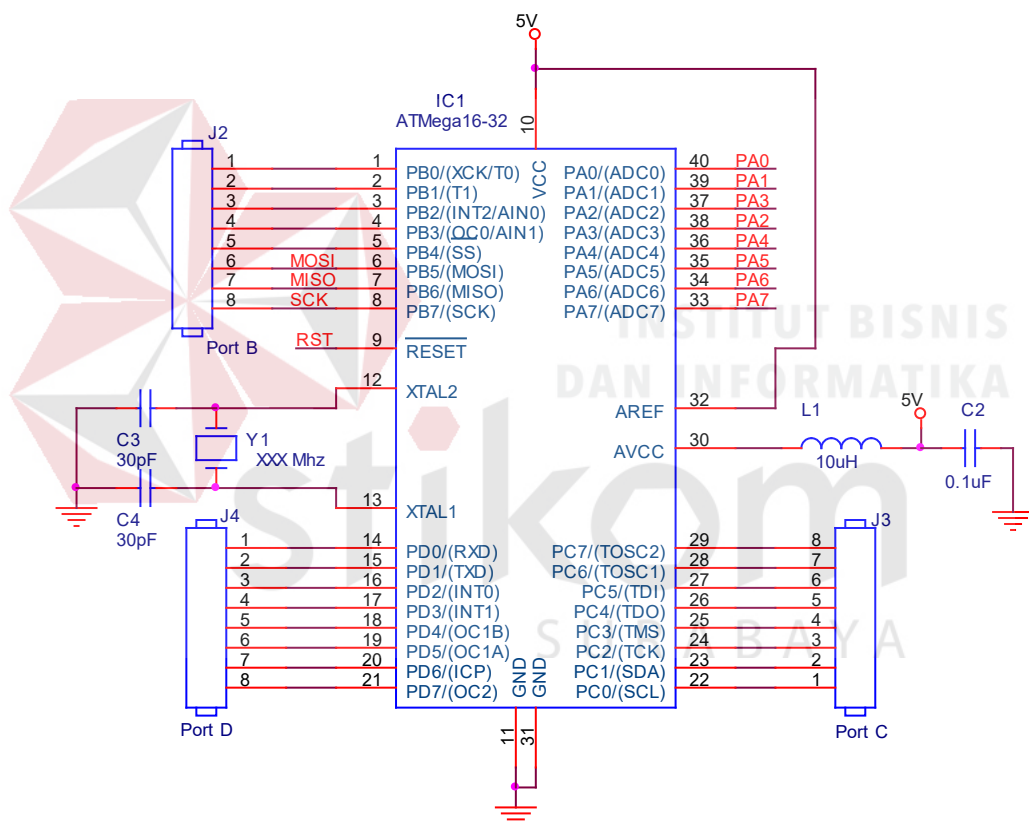 5V
IC1
ATMega16-32
10
VCC
J2
1 1 PB0/(XCK/T0)
2 2 PB1/(T1)
3 3 PB2/(INT2/AIN0)
4 4 PB3/(OC0/AIN1)
5 5 PB4/(SS)
6 MOSI 6 PB5/(MOSI)
7 MISO 7 PB6/(MISO)
8 SCK 8 PB7/(SCK)
Port B
RST 9 RESET
12 XTAL2
C3
30pF
Y1
XXX Mhz
13 XTAL1
C4
30pF
J4
1 14 PD0/(RXD)
2 15 PD1/(TXD)
3 16 PD2/(INT0)
4 17 PD3/(INT1)
5 18 PD4/(OC1B)
6 19 PD5/(OC1A)
7 20 PD6/(ICP)
8 21 PD7/(OC2)
Port D
PA0/(ADC0) 40 PA0
PA1/(ADC1) 39 PA1
PA2/(ADC2) 37 PA3
PA3/(ADC3) 38 PA2
PA4/(ADC4) 36 PA4
PA5/(ADC5) 35 PA5
PA6/(ADC6) 34 PA6
PA7/(ADC7) 33 PA7
INSTITUT BISNIS
DAN INFORMATIKA
stikom
SURABAYA
AREF 32
AVCC 30
L1
10uH
5V
C2
0.1uF
J3
PC7/(TOSC2) 29 8
PC6/(TOSC1) 28 7
PC5/(TDI) 27 6
PC4/(TDO) 26 5
PC3/(TMS) 25 4
PC2/(TCK) 24 3
PC1/(SDA) 23 2
PC0/(SCL) 22 1
Port C
GND
GND
11
31